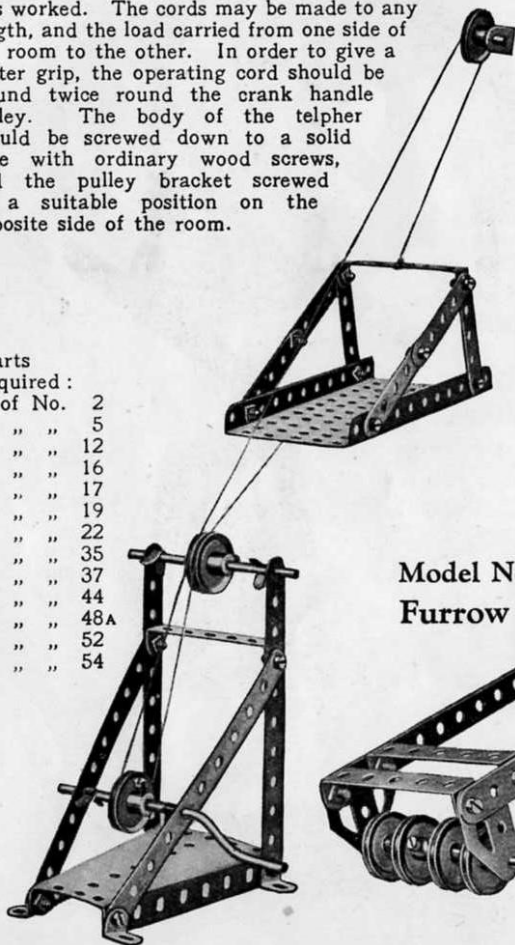 s worked. The cords may be made to any
gth, and the load carried from one side of
room to the other. In order to give a
ter grip, the operating cord should be
und twice round the crank handle
ley. The body of the telpher
uld be screwed down to a solid
e with ordinary wood screws,
the pulley bracket screwed
a suitable position on the
posite side of the room.
arts
quired :
of No. 2
„ „ 5
„ „ 12
„ „ 16
„ „ 17
„ „ 19
„ „ 22
„ „ 35
„ „ 37
„ „ 44
„ „ 48A
„ „ 52
„ „ 54
Model N
Furrow